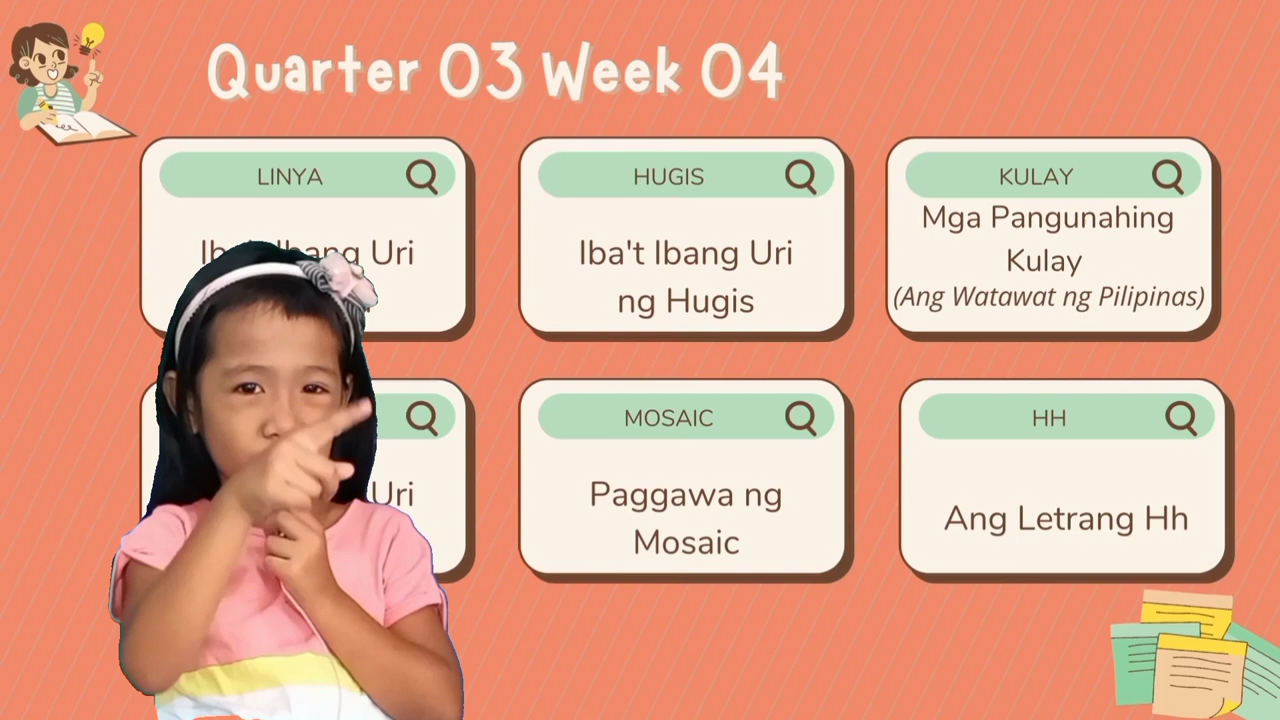 Quarter 03 Week 04
LINYA
Uri
HUGIS
Iba't Ibang Uri
ng Hugis
KULAY
Mga Pangunahing
Kulay
(Ang Watawat ng Pilipinas)
Uri
MOSAIC
Paggawa ng
Mosaic
HH
Ang Letrang Hh